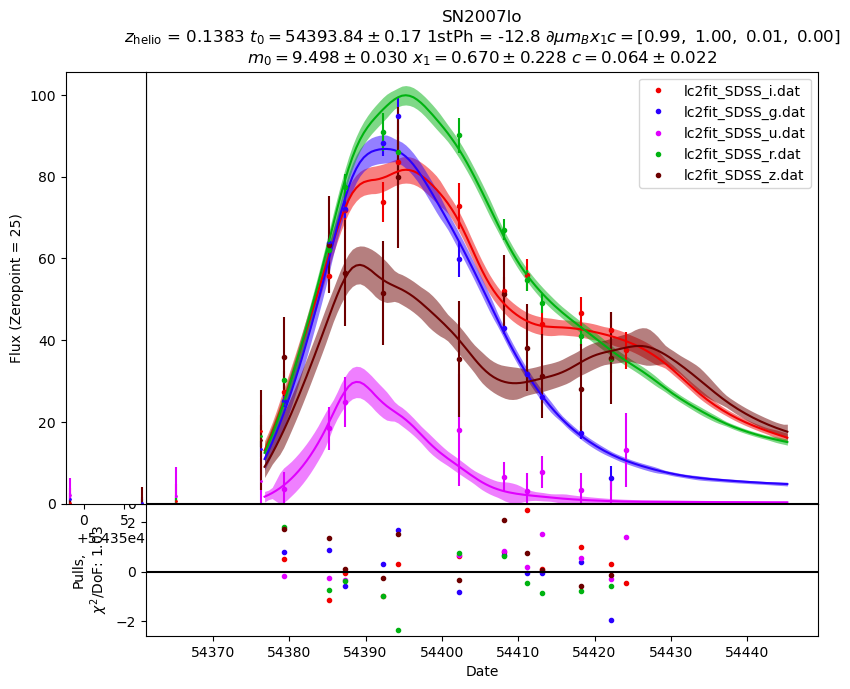 SN2007lo
z_helio = 0.1383 t_0 = 54393.84 ± 0.17 1stPh = -12.8 ∂μm_Bx_1c = [0.99, 1.00, 0.01, 0.00]
m_0 = 9.498 ± 0.030 x_1 = 0.670 ± 0.228 c = 0.064 ± 0.022
lc2fit_SDSS_i.dat
lc2fit_SDSS_g.dat
lc2fit_SDSS_u.dat
lc2fit_SDSS_r.dat
lc2fit_SDSS_z.dat
Flux (Zeropoint = 25)
100
80
60
40
20
0
0
50
+5.435e4
Pulls,
χ²/DoF: 1.03
0
2
0
−2
54370
54380
54390
54400
54410
54420
54430
54440
Date